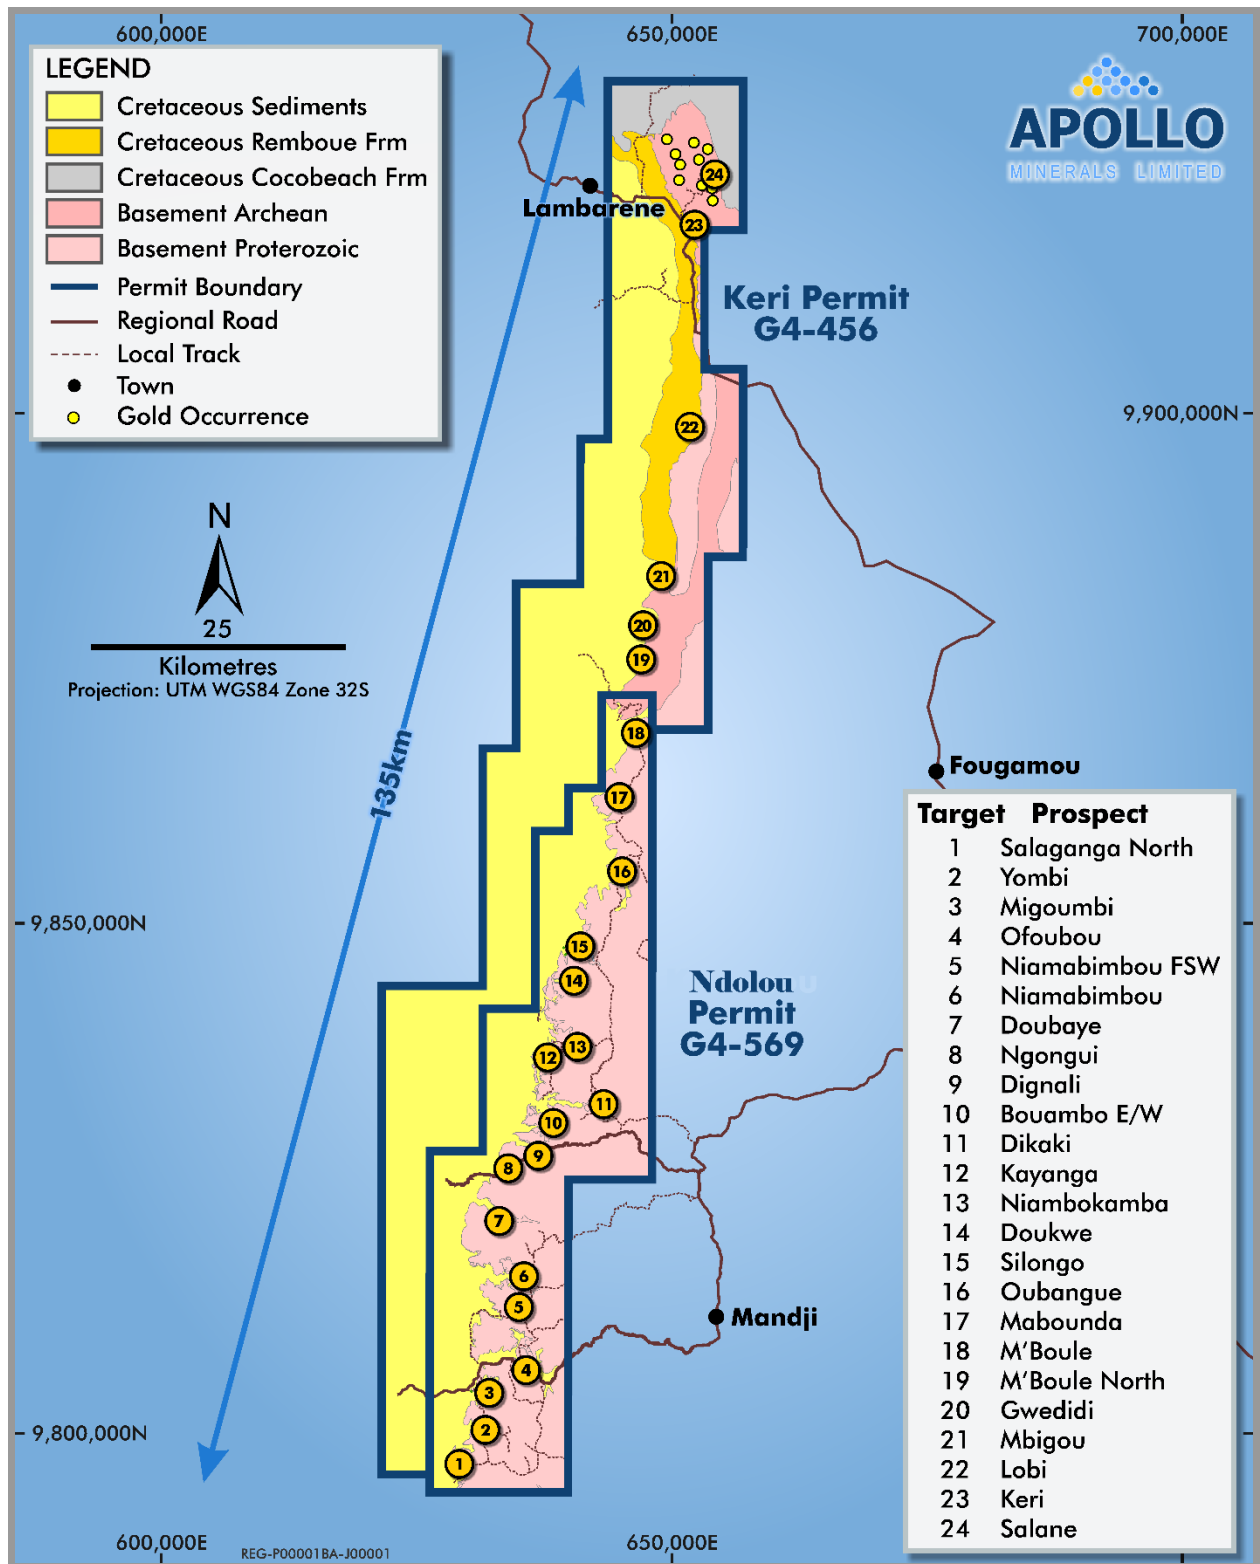 600,000E
650,000E
700,000E
LEGEND
Cretaceous Sediments
Cretaceous Remboue Frm
Cretaceous Cocobeach Frm
Basement Archean
Basement Proterozoic
Permit Boundary
Regional Road
Local Track
Town
Gold Occurrence
APOLLO
MINERALS LIMITED
24
Lambarene
23
Keri Permit
G4-456
9,900,000N
22
N
25
Kilometres
Projection: UTM WGS84 Zone 32S
21
20
19
18
135km
17
16
Fougamou
9,850,000N
15
14
Ndolou u
Permit
G4-569
13
12
11
10
9
8
7
6
5
Mandji
4
3
2
1
9,800,000N
Target Prospect
1 Salaganga North
2 Yombi
3 Migoumbi
4 Ofoubou
5 Niamabimbou FSW
6 Niamabimbou
7 Doubaye
8 Ngongui
9 Dignali
10 Bouambo E/W
11 Dikaki
12 Kayanga
13 Niambokamba
14 Doukwe
15 Silongo
16 Oubangue
17 Mabounda
18 M'Boule
19 M'Boule North
20 Gwedidi
21 Mbigou
22 Lobi
23 Keri
24 Salane
600,000E
REG-P00001BA-J00001
650,000E